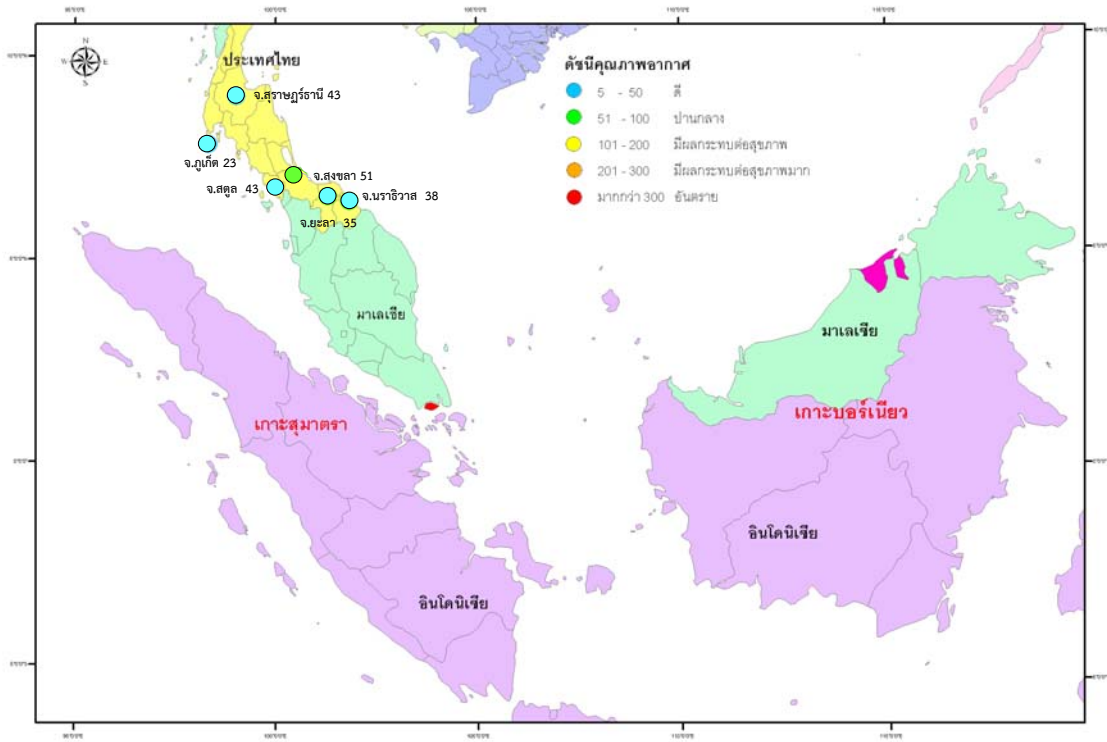 N
W E
S
ประเทศไทย
จ.สุราษฎร์ธานี 43
จ.ภูเก็ต 23
จ.สงขลา 51
จ.สตูล 43
จ.นราธิวาส 38
จ.ยะลา 35
ดัชนีคุณภาพอากาศ
5 - 50 ดี
51 - 100 ปานกลาง
101 - 200 มีผลกระทบต่อสุขภาพ
201 - 300 มีผลกระทบต่อสุขภาพมาก
มากกว่า 300 อันตราย
มาเลเซีย
มาเลเซีย
เกาะสุมาตรา
เกาะบอร์เนียว
อินโดนิเซีย
อินโดนิเซีย